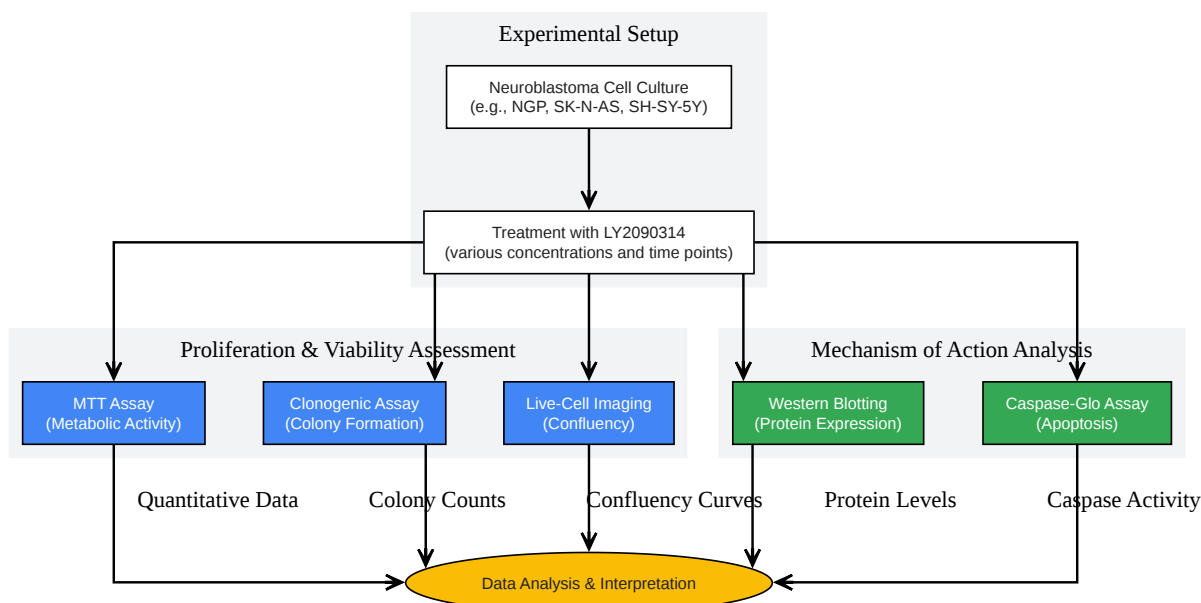 Experimental Setup
Neuroblastoma Cell Culture
(e.g., NGP, SK-N-AS, SH-SY-5Y)
Treatment with LY2090314
(various concentrations and time points)
Proliferation & Viability Assessment
Mechanism of Action Analysis
MTT Assay
(Metabolic Activity)
Clonogenic Assay
(Colony Formation)
Live-Cell Imaging
(Confluency)
Western Blotting
(Protein Expression)
Caspase-Glo Assay
(Apoptosis)
Quantitative Data
Colony Counts
Confluency Curves
Protein Levels
Caspase Activity
Data Analysis & Interpretation